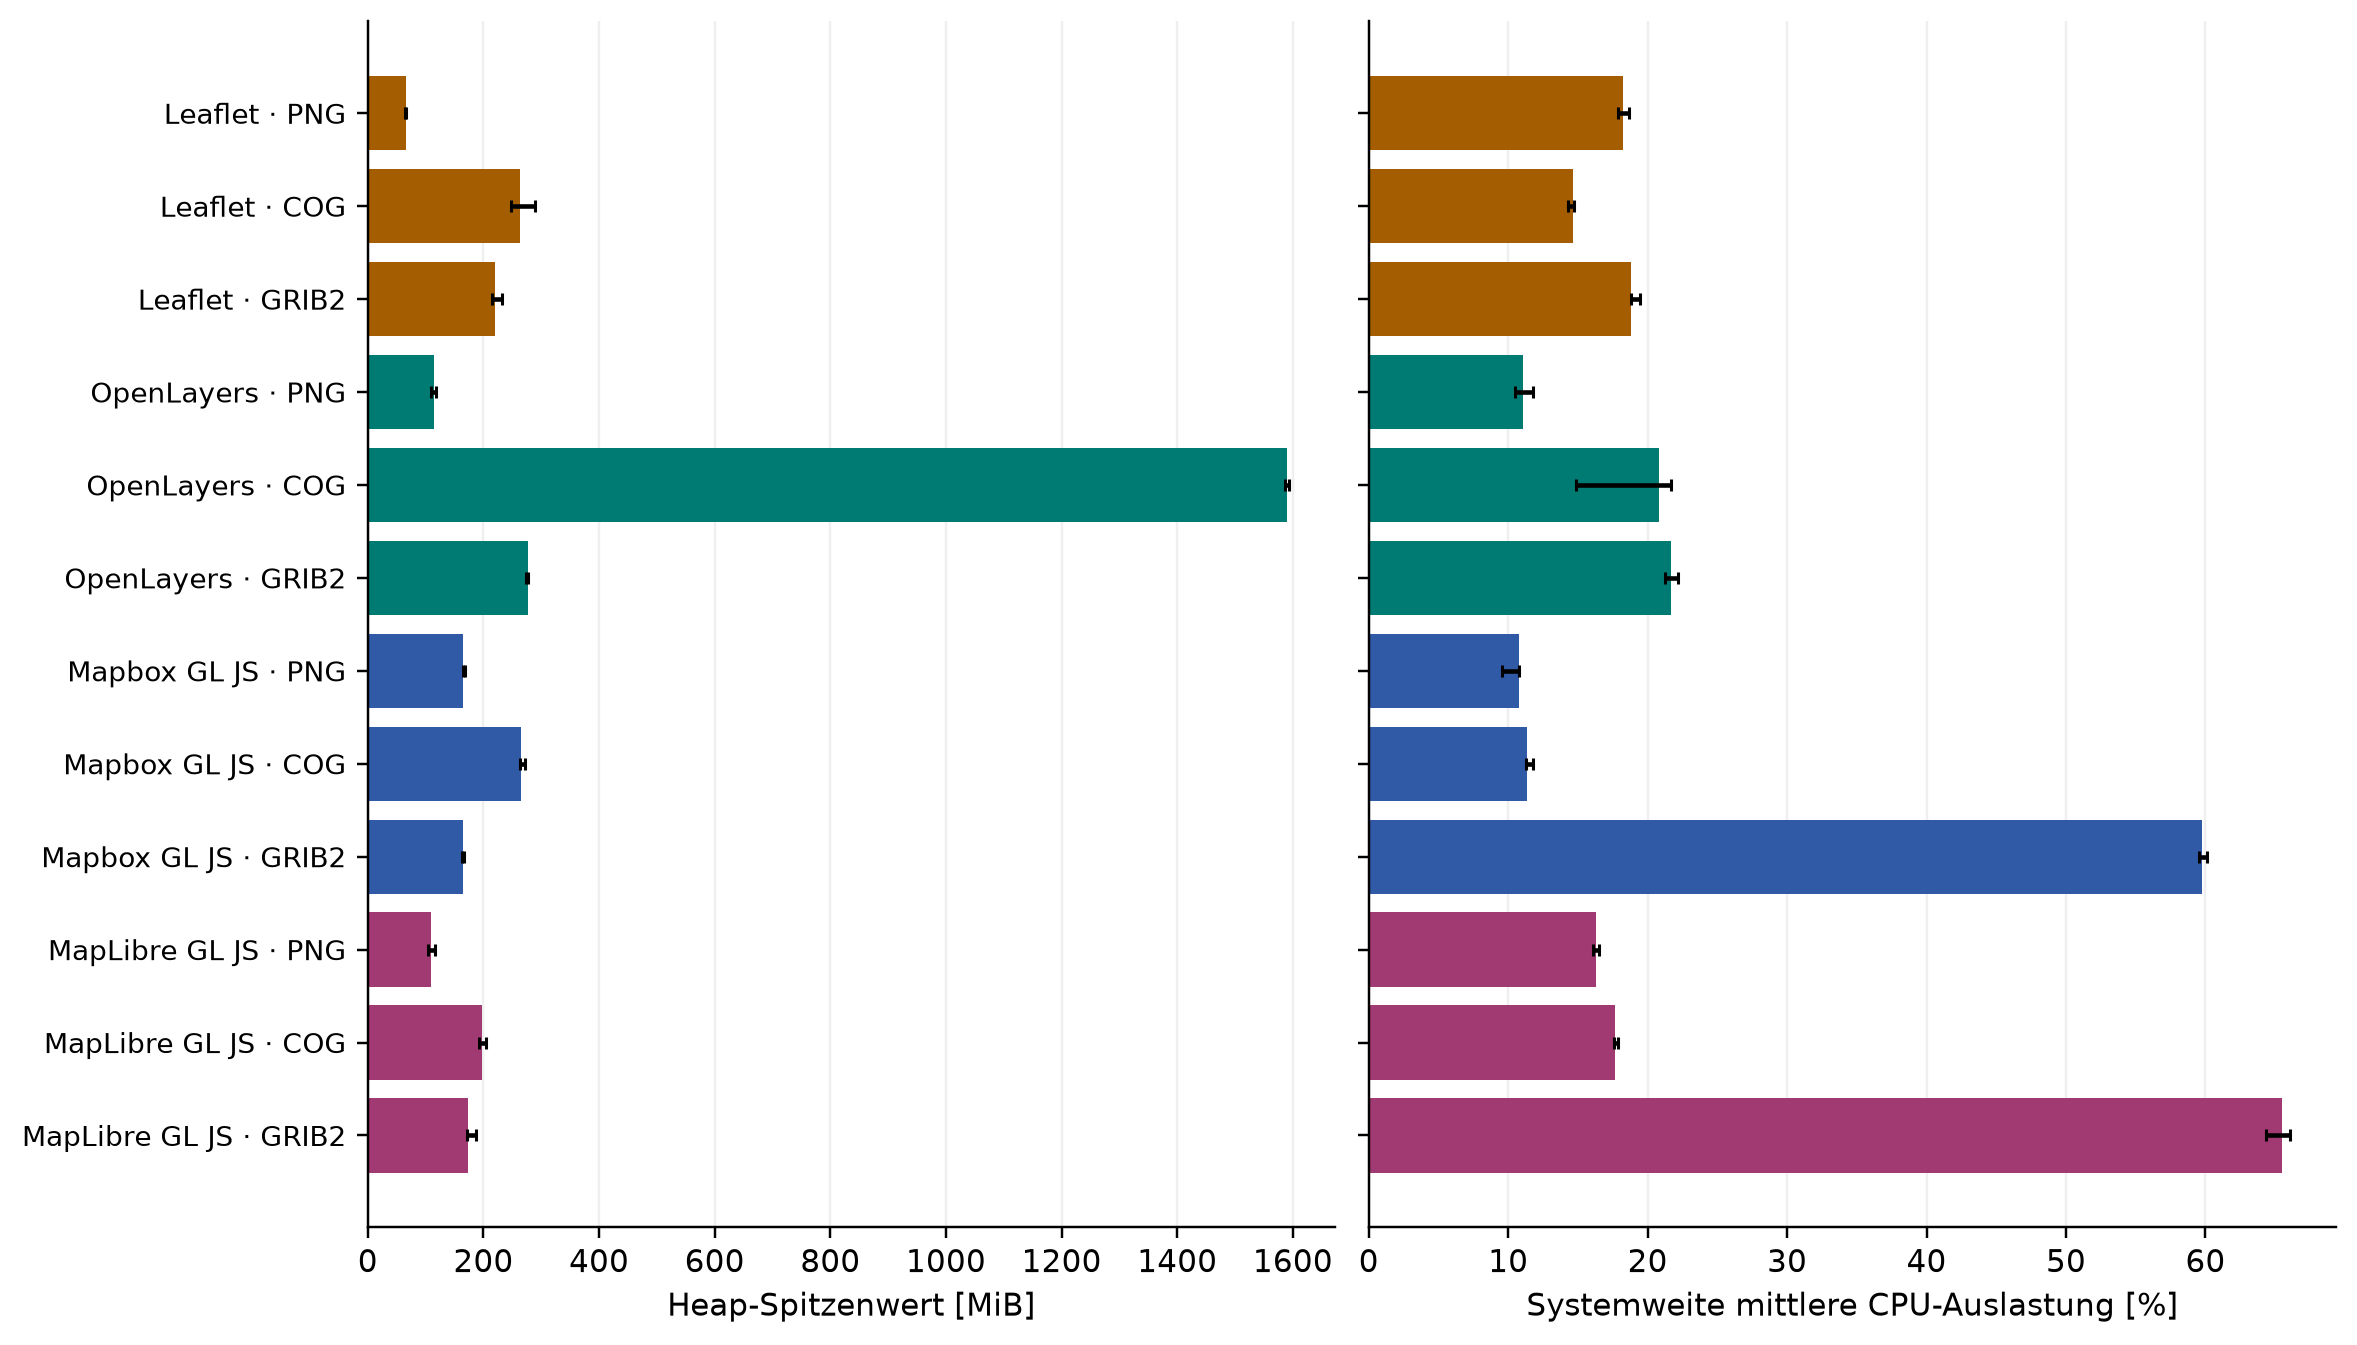 Leaflet · PNG
Leaflet · COG
Leaflet · GRIB2
OpenLayers · PNG
OpenLayers · COG
OpenLayers · GRIB2
Mapbox GL JS · PNG
Mapbox GL JS · COG
Mapbox GL JS · GRIB2
MapLibre GL JS · PNG
MapLibre GL JS · COG
MapLibre GL JS · GRIB2
0 200 400 600 800 1000 1200 1400 1600
Heap-Spitzenwert [MiB]
0 10 20 30 40 50 60
Systemweite mittlere CPU-Auslastung [%]